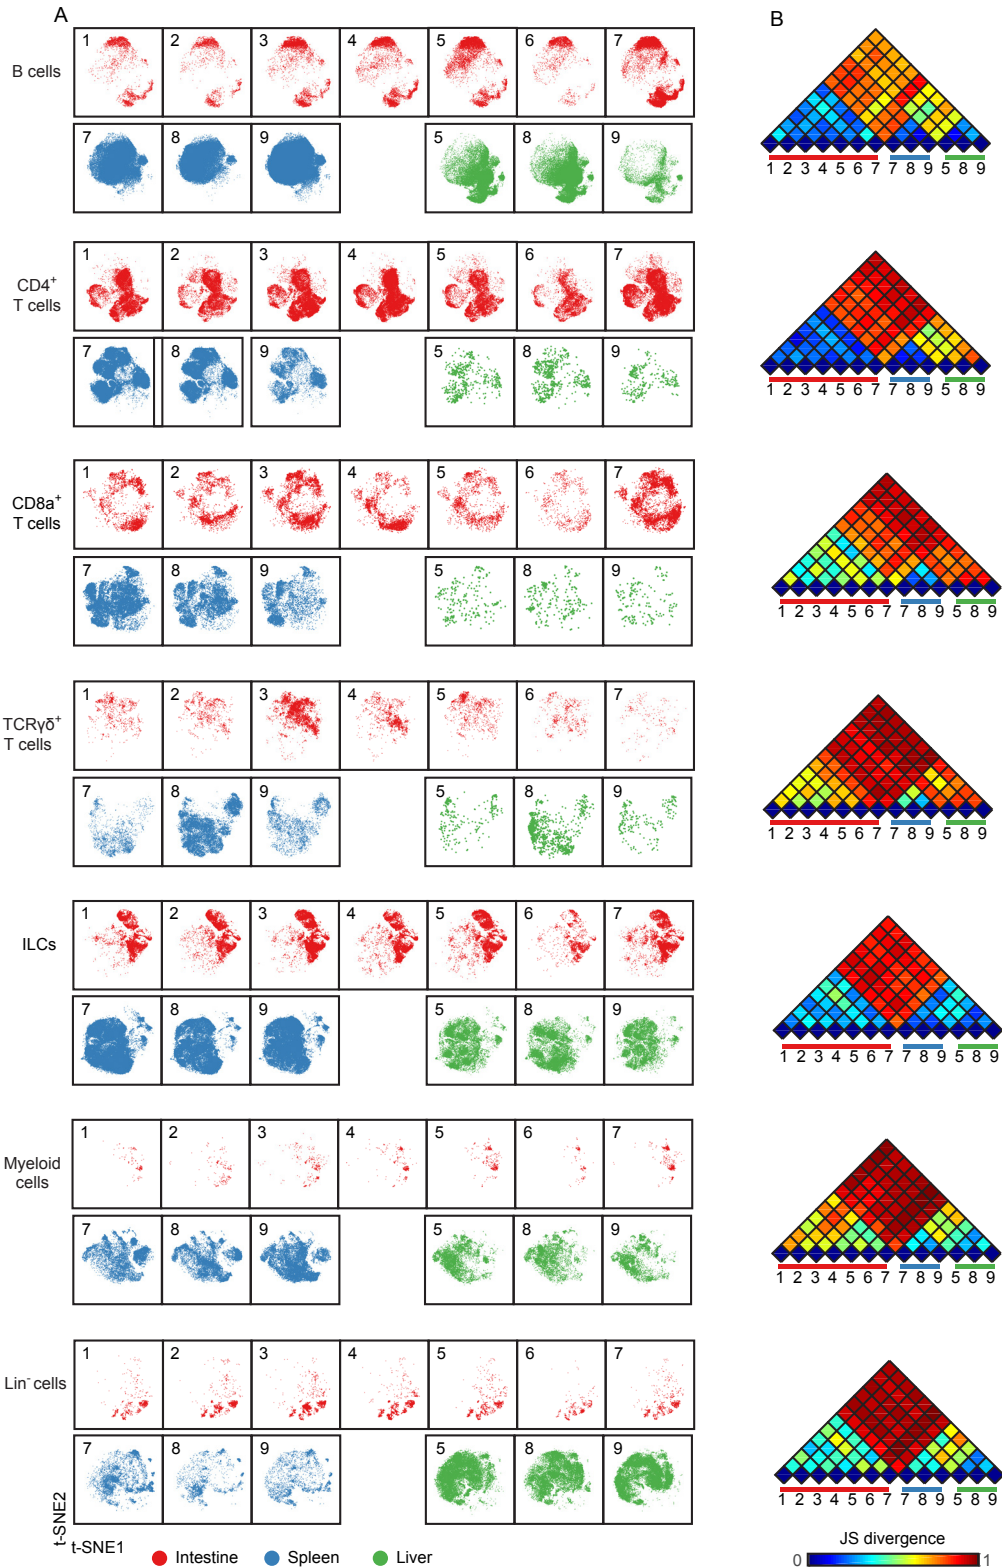 A
B
B cells
1 2 3 4 5 6 7
7 8 9 5 8 9
1 2 3 4 5 6 7 7 8 9 5 8 9
CD4+
T cells
1 2 3 4 5 6 7
7 8 9 5 8 9
1 2 3 4 5 6 7 7 8 9 5 8 9
CD8a+
T cells
1 2 3 4 5 6 7
7 8 9 5 8 9
1 2 3 4 5 6 7 7 8 9 5 8 9
TCRγδ+
T cells
1 2 3 4 5 6 7
7 8 9 5 8 9
1 2 3 4 5 6 7 7 8 9 5 8 9
ILCs
1 2 3 4 5 6 7
7 8 9 5 8 9
1 2 3 4 5 6 7 7 8 9 5 8 9
Myeloid
cells
1 2 3 4 5 6 7
7 8 9 5 8 9
1 2 3 4 5 6 7 7 8 9 5 8 9
Lin- cells
1 2 3 4 5 6 7
7 8 9 5 8 9
1 2 3 4 5 6 7 7 8 9 5 8 9
t-SNE2
t-SNE1
Intestine Spleen Liver
JS divergence
0 1